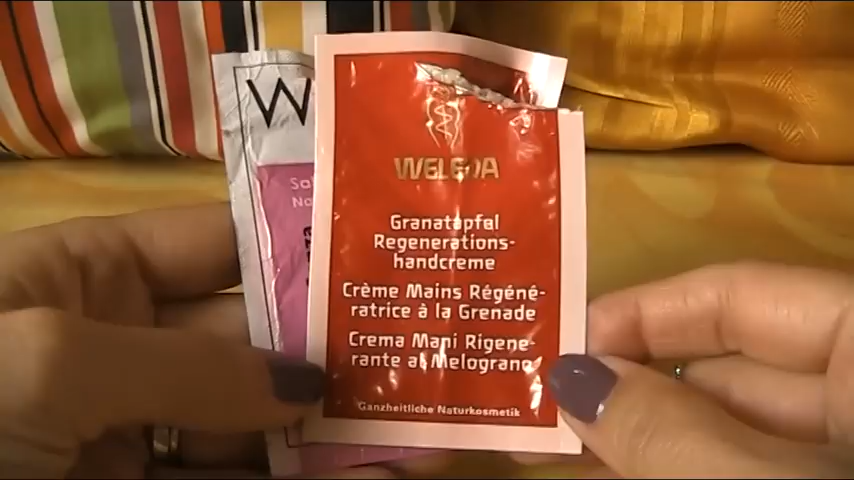 W
WELEDA
Granatapfel
Regenerations-
handcreme
Crème Mains Régéné-
ratrice à la Grenade
Crema Mani Rigene-
rante al Melograno
Ganzheitliche Naturkosmetik